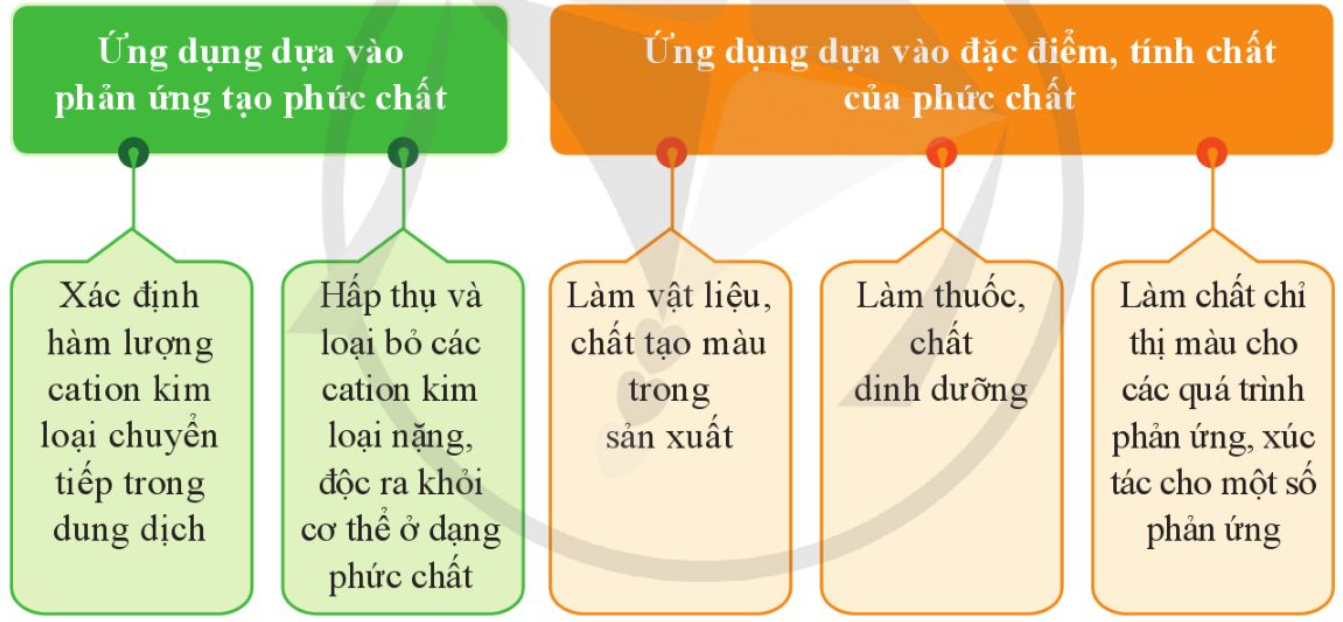 Ứng dụng dựa vào
phản ứng tạo phức chất
Ứng dụng dựa vào đặc điểm, tính chất
của phức chất
Xác định
hàm lượng
cation kim
loại chuyển
tiếp trong
dung dịch
Hấp thụ và
loại bỏ các
cation kim
loại nặng,
độc ra khỏi
cơ thể ở dạng
phức chất
Làm vật liệu,
chất tạo màu
trong
sản xuất
Làm thuốc,
chất
dinh dưỡng
Làm chất chỉ
thị màu cho
các quá trình
phản ứng, xúc
tác cho một số
phản ứng